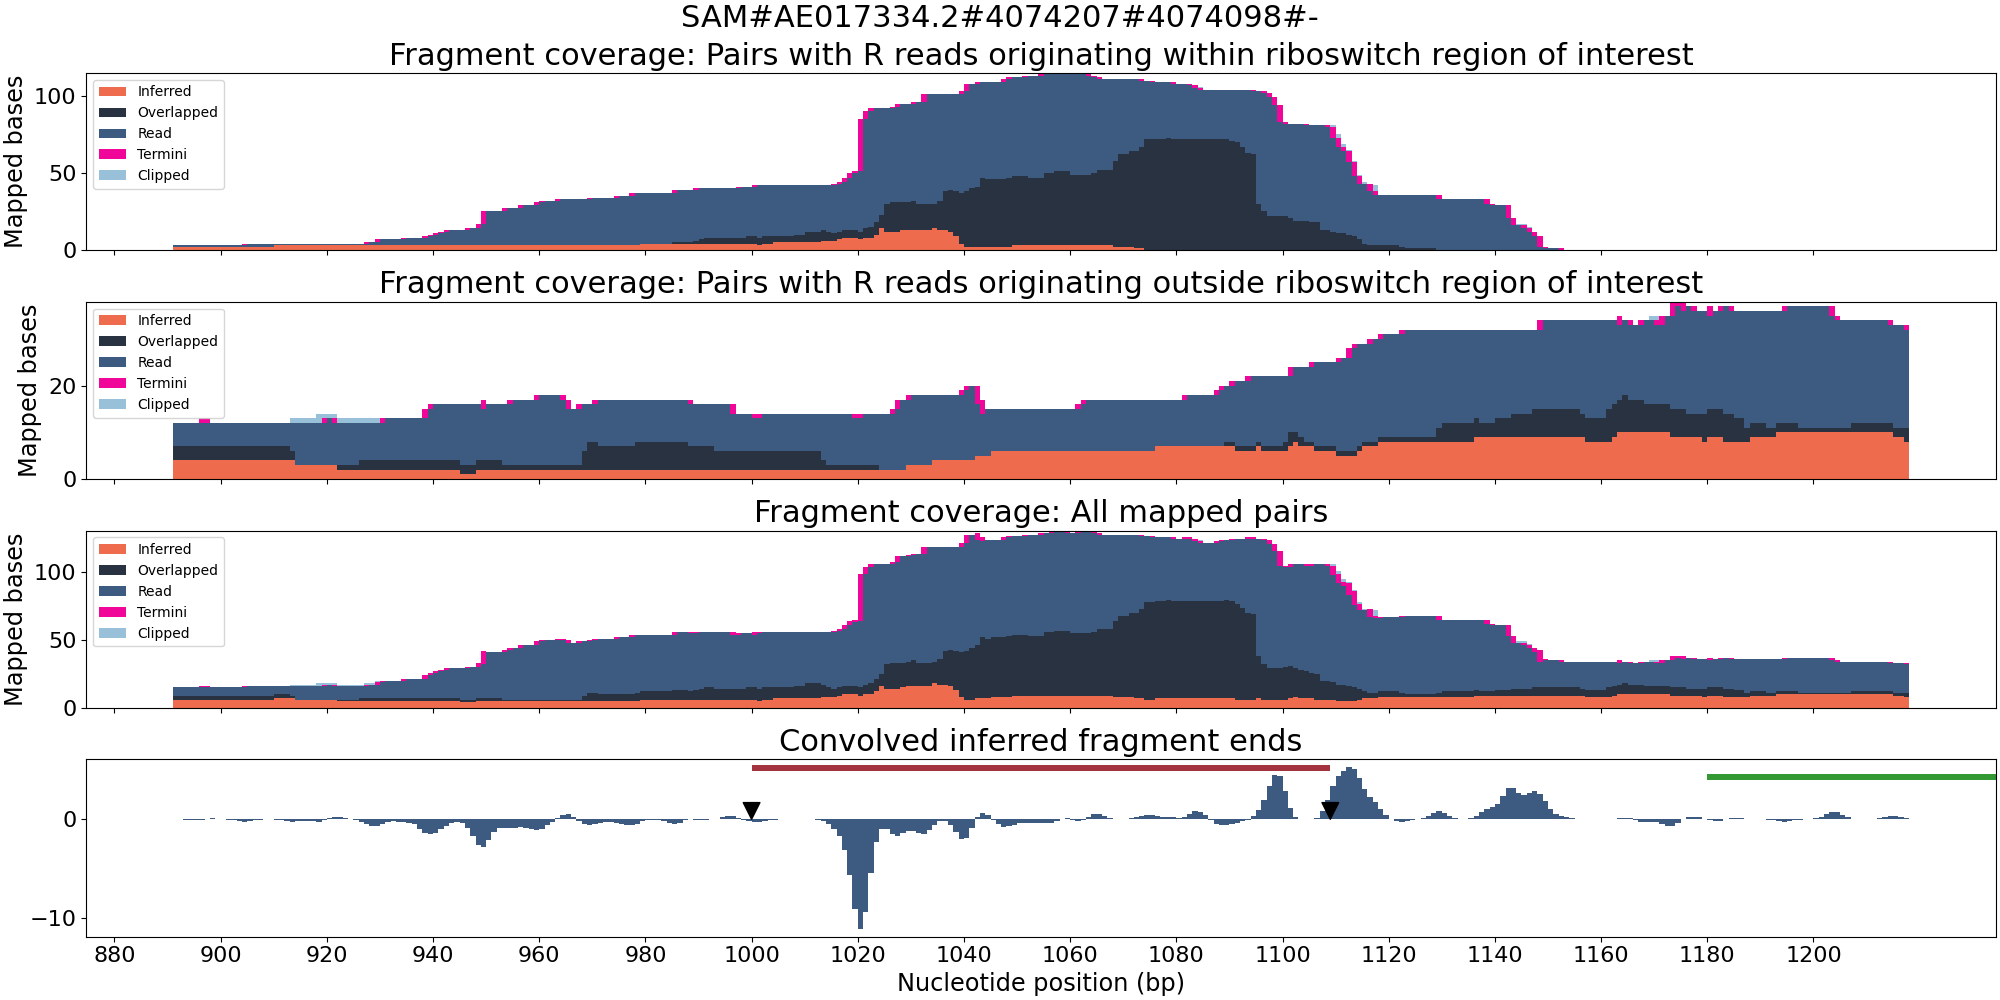 SAM#AE017334.2#4074207#4074098#-
Fragment coverage: Pairs with R reads originating within riboswitch region of interest
Mapped bases
100
50
0
Inferred
Overlapped
Read
Termini
Clipped
Fragment coverage: Pairs with R reads originating outside riboswitch region of interest
Mapped bases
20
0
Inferred
Overlapped
Read
Termini
Clipped
Fragment coverage: All mapped pairs
Mapped bases
100
50
0
Inferred
Overlapped
Read
Termini
Clipped
Convolved inferred fragment ends
0
−10
880 900 920 940 960 980 1000 1020 1040 1060 1080 1100 1120 1140 1160 1180 1200
Nucleotide position (bp)